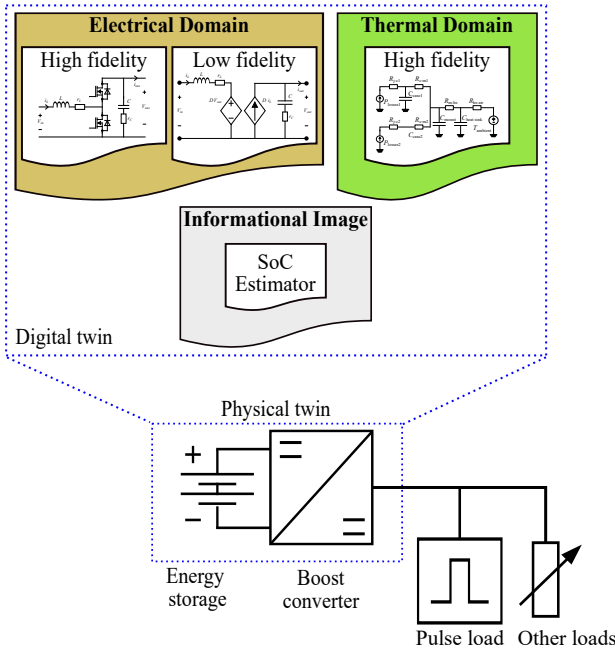 Electrical Domain
Thermal Domain
High fidelity
Low fidelity
High fidelity
Informational Image
SoC
Estimator
Digital twin
Physical twin
+
−
Energy
storage
Boost
converter
Pulse load
Other loads